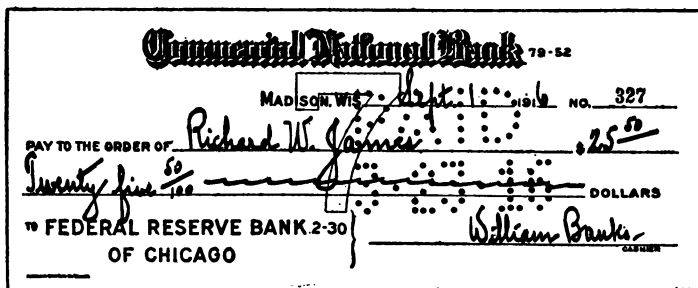 Commercial National Bank 79-52
MADISON, WIS. Sept. 1 1916 NO. 327
PAY TO THE ORDER OF Richard W. James $25 50
Twenty five 50/100 DOLLARS
TO FEDERAL RESERVE BANK 2-30
OF CHICAGO
William Banks
CASHIER